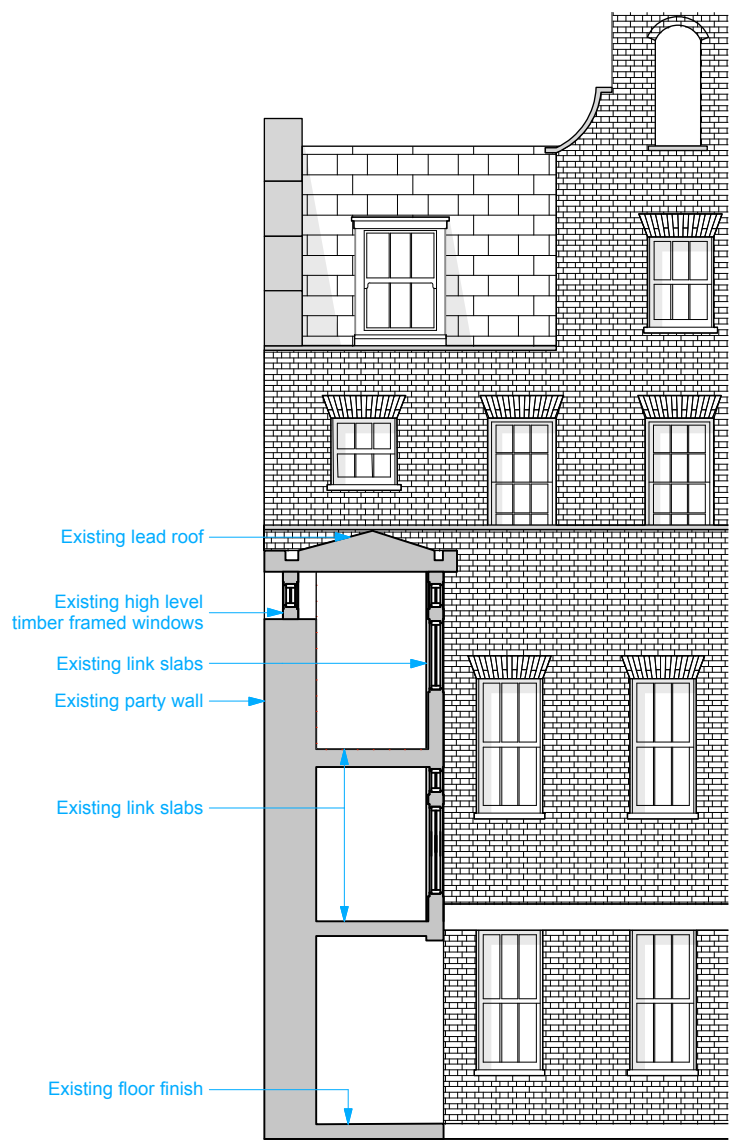 Existing lead roof
Existing high level
timber framed windows
Existing link slabs
Existing party wall
Existing link slabs
Existing floor finish